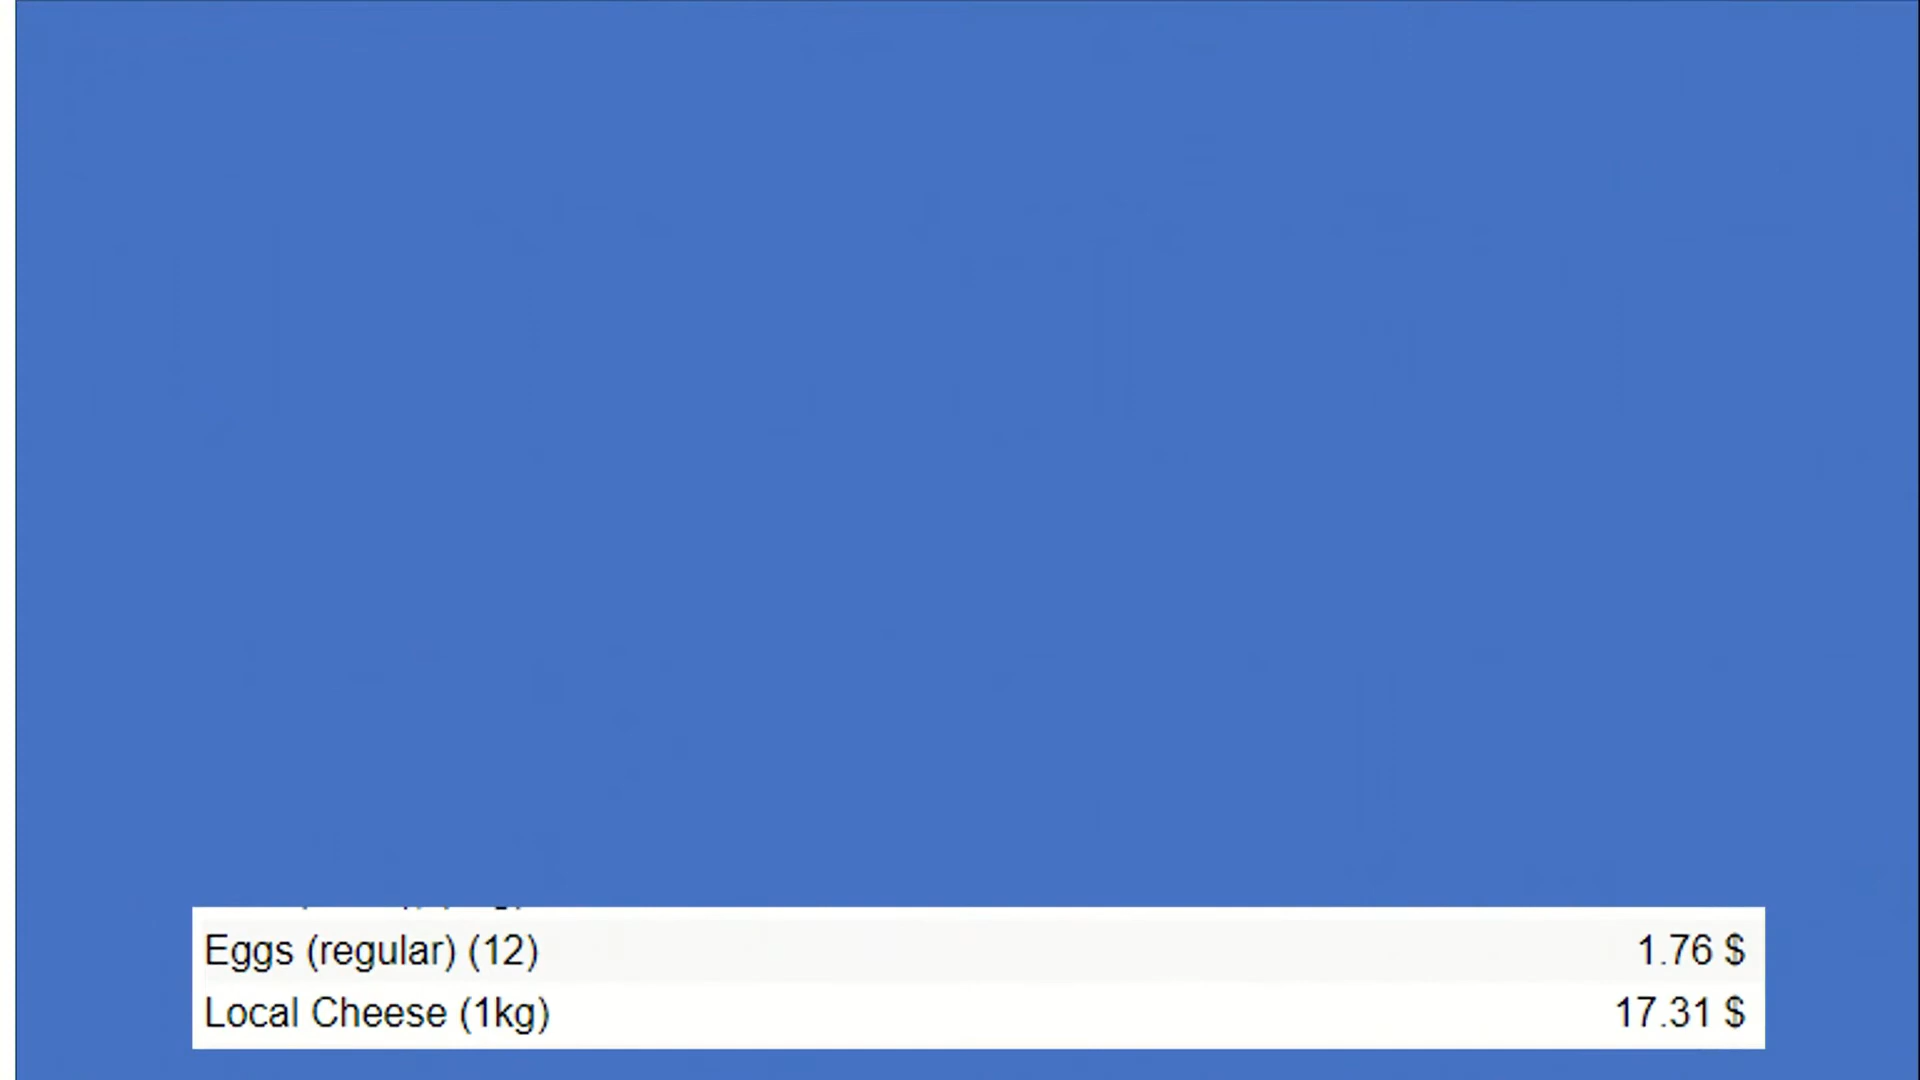 Eggs (regular) (12) 1.76 $
Local Cheese (1kg) 17.31 $